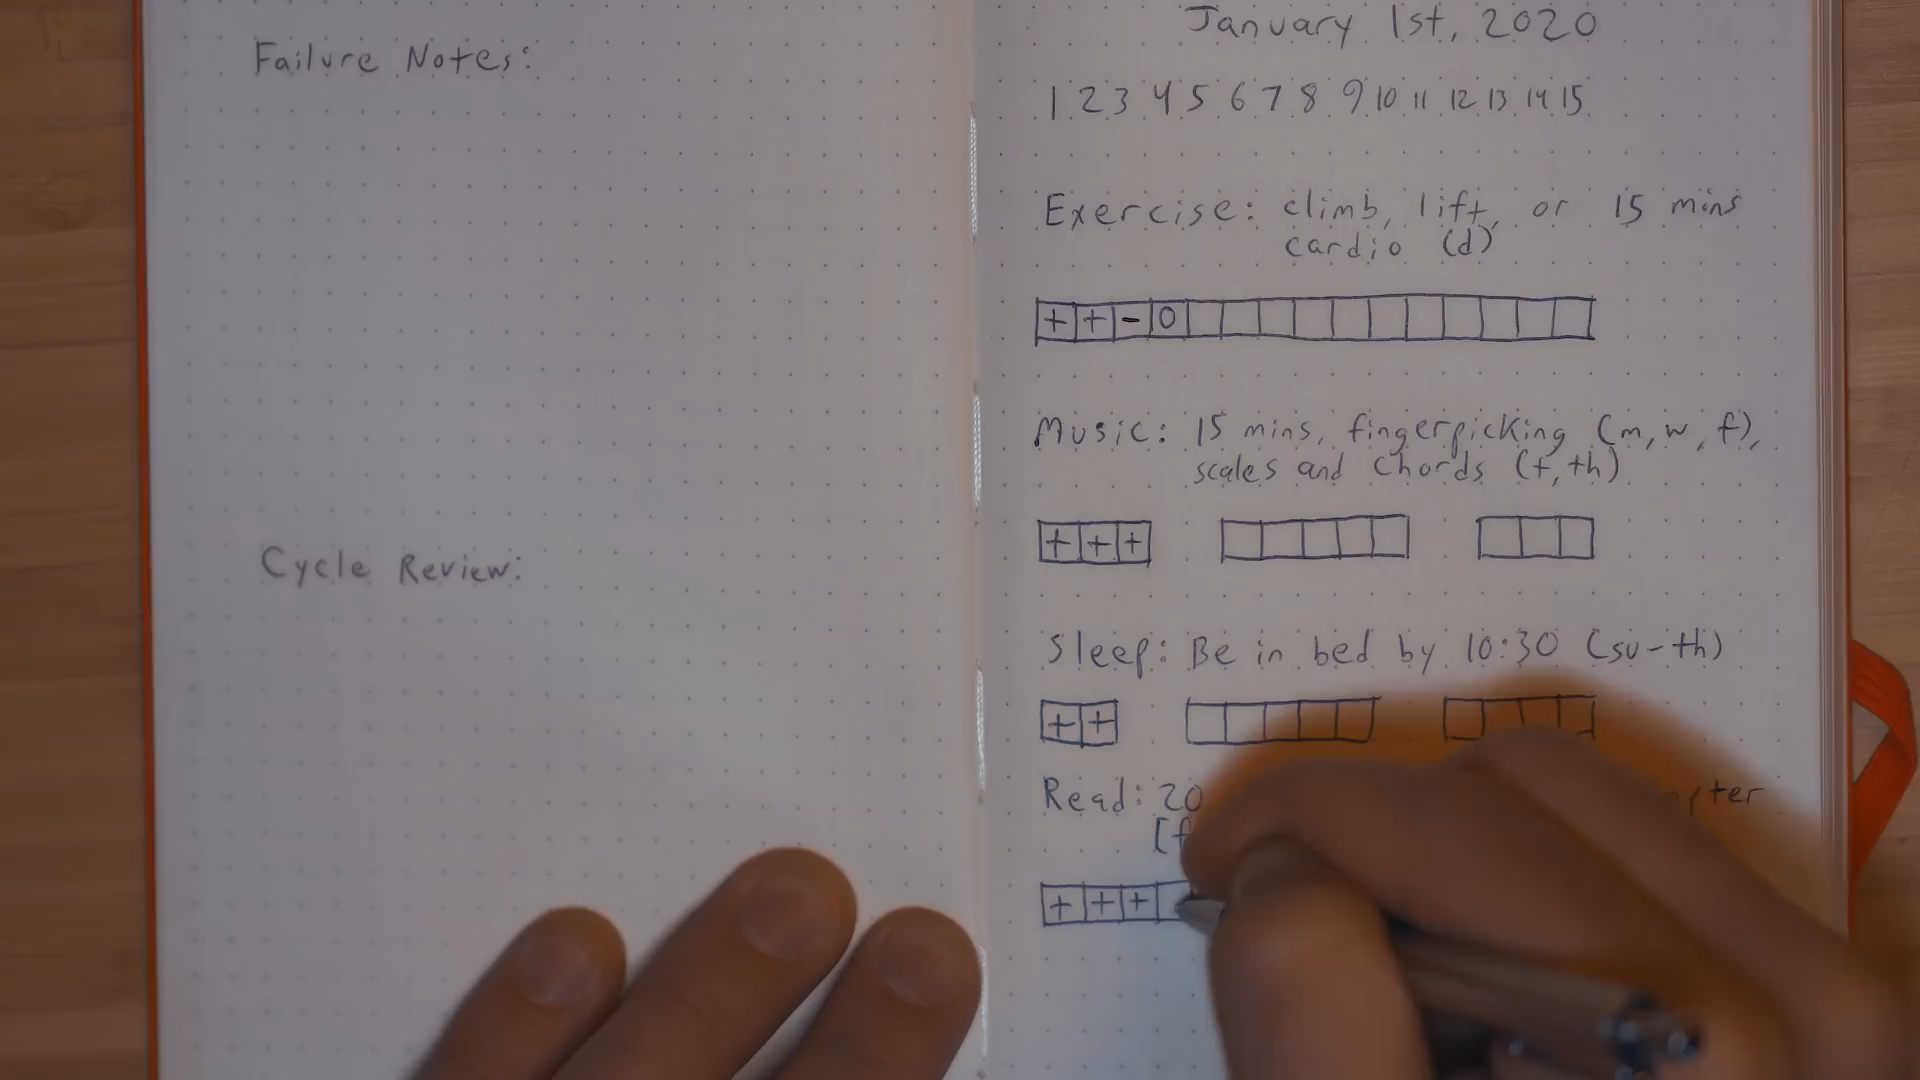 Failure Notes:
Cycle Review:
January 1st, 2020
1 2 3 4 5 6 7 8 9 10 11 12 13 14 15
Exercise: climb, lift, or 15 mins
cardio (d)
+ + - 0
Music: 15 mins, fingerpicking (m, w, f),
scales and chords (t, th)
+ + +
Sleep: Be in bed by 10:30 (su-th)
+ +
Read: 20
+ + +